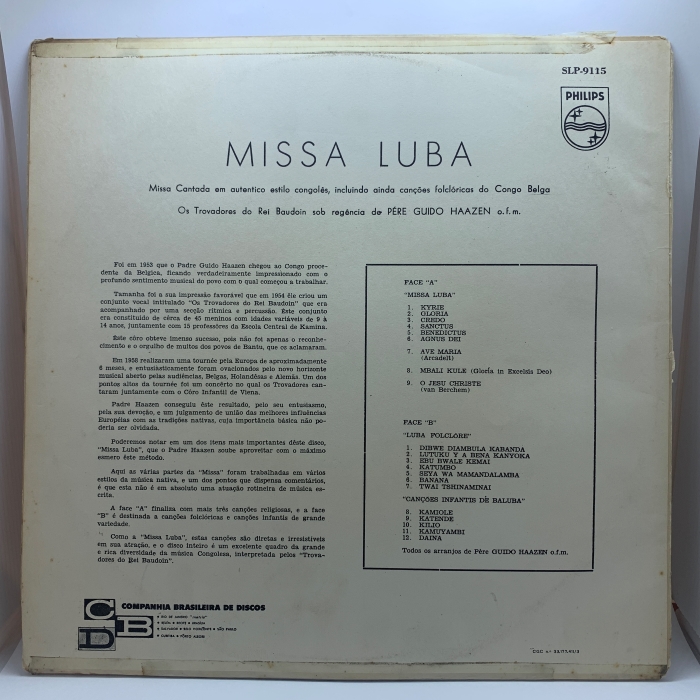 SLP-9115
PHILIPS
MISSA LUBA
Missa Cantada em autentico estilo congolês, incluindo ainda canções folclóricas do Congo Belga
Os Trovadores do Rei Baudoin sob regência de PÈRE GUIDO HAAZEN o.f.m.
Foi em 1953 que o Padre Guido Haazen chegou ao Congo proce-
dente da Belgica, ficando verdadeiramente impressionado com o
profundo sentimento musical do povo com o qual começou a trabalhar.
Tamanha foi a sua impressão favorável que em 1954 êle criou um
conjunto vocal intitulado "Os Trovadores do Rei Baudoin" que era
acompanhado por uma secção rítmica e percussão. Este conjunto
era constituído de cêrca de 45 meninos com idades variáveis de 9 à
14 anos, juntamente com 15 professôres da Escola Central de Kamina.
Este côro obteve imenso sucesso, pois não foi apenas o reconhe-
cimento e o orgulho de muitos dos povos de Bantu, que os aclamaram.
Em 1958 realizaram uma tournée pela Europa de aproximadamente
6 meses, e entusiàsticamente foram ovacionados pelo novo horizonte
musical aberto pelas audiências, Belgas, Holandêsas e Alemã. Um dos
pontos altos da tournée foi um concêrto no qual os Trovadores can-
taram juntamente com o Côro Infantil de Viena.
Padre Haazen conseguiu êste resultado, pelo seu entusiasmo,
pela sua devoção, e um julgamento de união das melhores influências
Européias com as tradições nativas, cuja importância básica não po-
deria ser olvidada.
Poderemos notar em um dos itens mais importantes dêste disco,
"Missa Luba", que o Padre Haazen soube aproveitar com o máximo
esmero êste método.
Aqui as várias partes da "Missa" foram trabalhadas em vários
estilos da música nativa, e um dos pontos que dispensa comentários,
é que esta não é em absoluto uma atuação rotineira de música es-
crita.
A face "A" finaliza com mais três canções religiosas, e a face
"B" é destinada a canções folclóricas e canções infantis de grande
variedade.
Como a "Missa Luba", estas canções são diretas e irresistíveis
em sua atração, e o disco inteiro é um excelente quadro da grande
e rica diversidade da música Congolesa, interpretada pelos "Trova-
dores do Rei Baudoin".
FACE "A"
"MISSA LUBA"
1. KYRIE
2. GLORIA
3. CREDO
4. SANCTUS
5. BENEDICTUS
6. AGNUS DEI
7. AVE MARIA
(Arcadelt)
8. MBALI KULE (Gloria in Excelsis Deo)
9. O JESU CHRISTE
(van Berchem)
FACE "B"
"LUBA FOLCLORE"
1. DIBWE DIAMBULA KABANDA
2. LUTUKU Y A BENA KANYOKA
3. EBU BWALE KEMAI
4. KATUMBO
5. SEYA WA MAMANDALAMBA
6. BANANA
7. TWAI TSHINAMINAI
"CANÇÕES INFANTIS DE BALUBA"
8. KAMIOLE
9. KATENDE
10. KILIO
11. KAMUYAMBI
12. DAINA
Todos os arranjos de Père GUIDO HAAZEN o.f.m.
CBD
COMPANHIA BRASILEIRA DE DISCOS